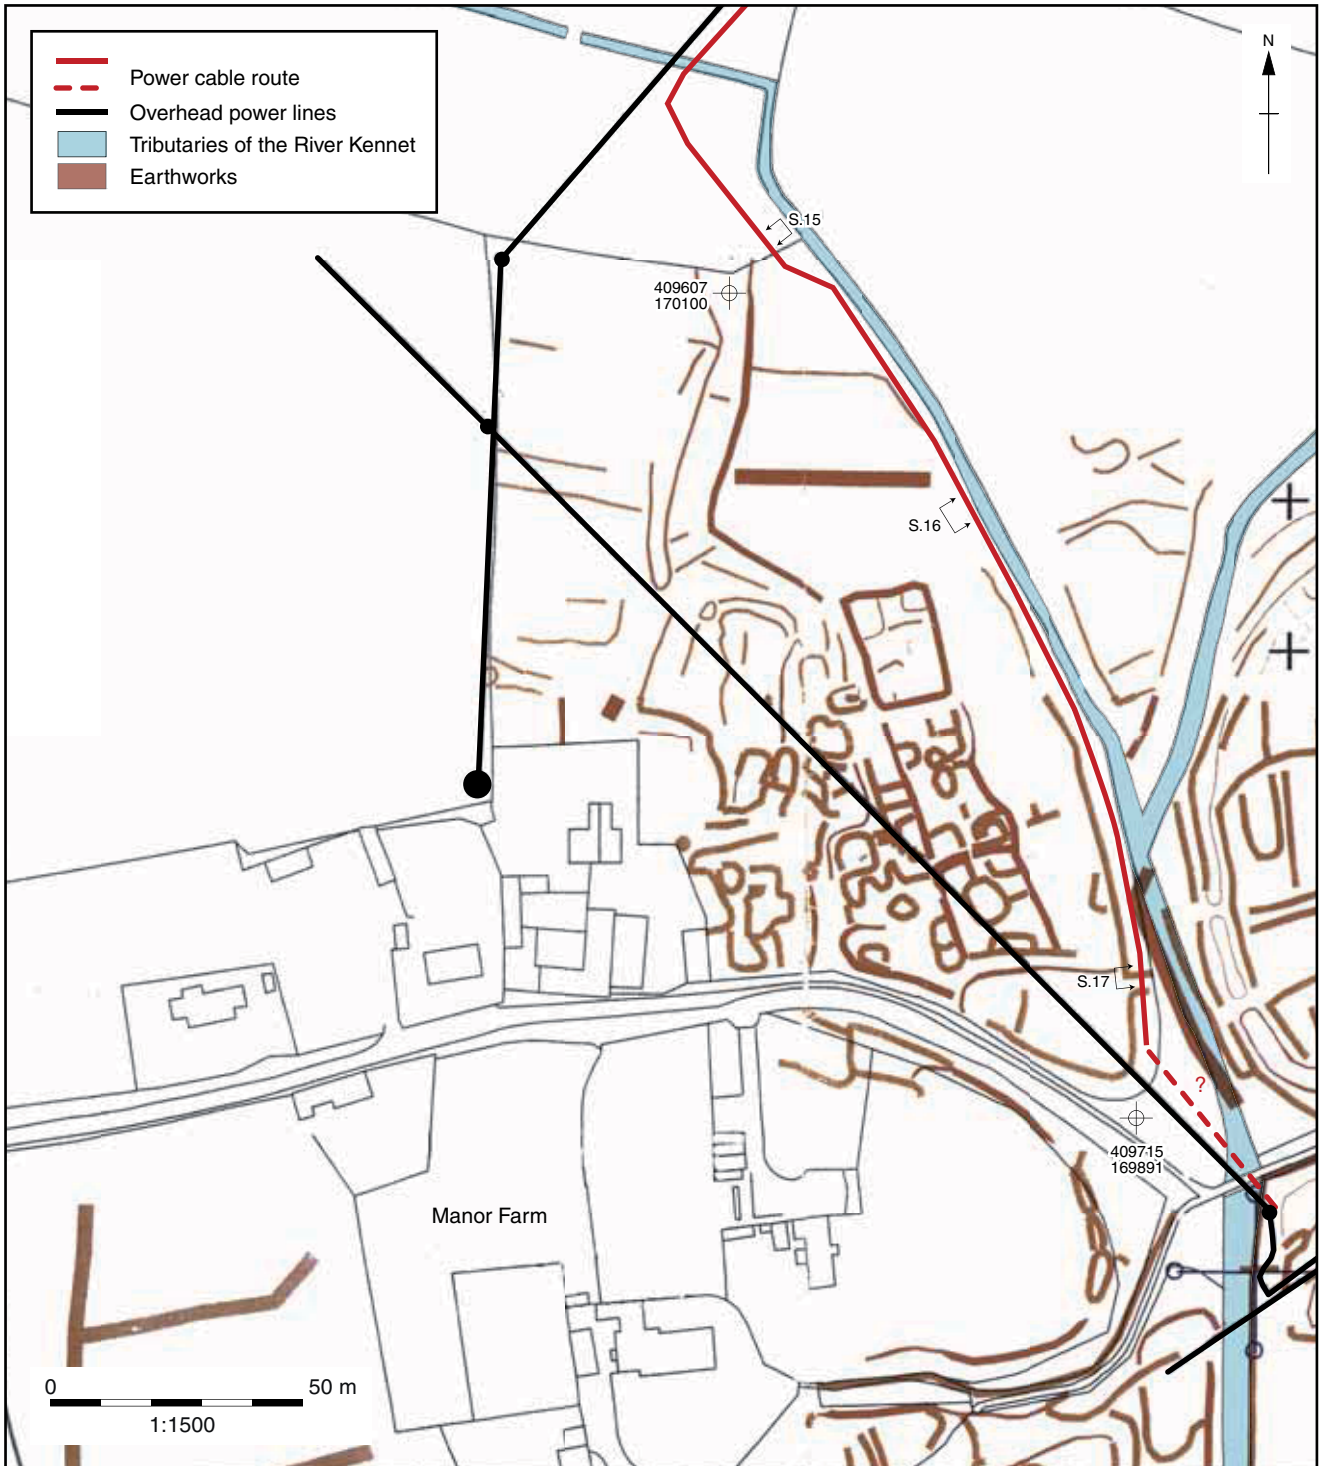 Power cable route
Overhead power lines
Tributaries of the River Kennet
Earthworks
N
S.15
409607
170100
S.16
S.17
?
409715
169891
Manor Farm
0 50 m
1:1500